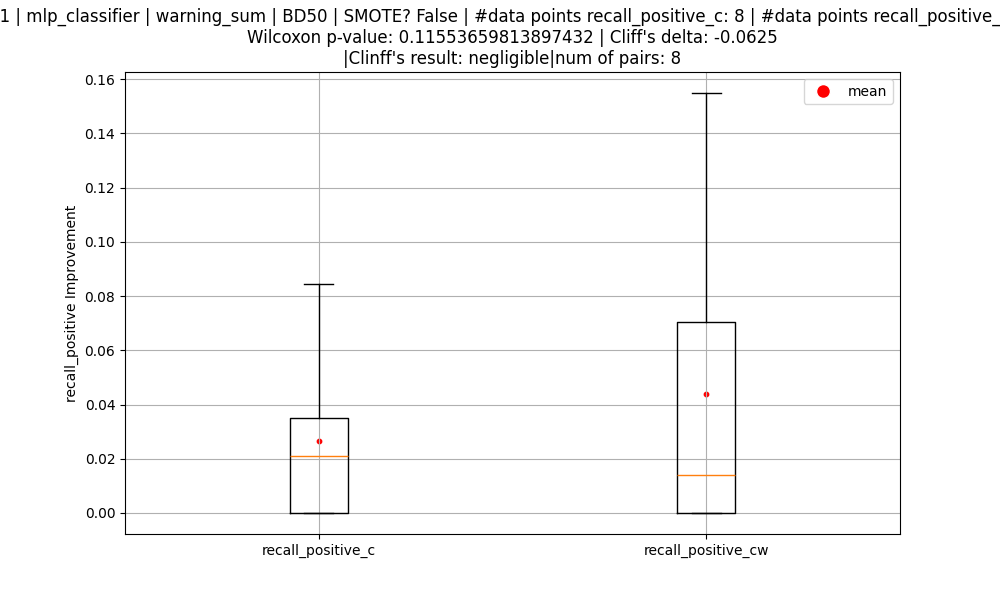 1 | mlp_classifier | warning_sum | BD50 | SMOTE? False | #data points recall_positive_c: 8 | #data points recall_positive_
Wilcoxon p-value: 0.11553659813897432 | Cliff's delta: -0.0625
|Clinff's result: negligible|num of pairs: 8
mean
recall_positive Improvement
0.16
0.14
0.12
0.10
0.08
0.06
0.04
0.02
0.00
recall_positive_c
recall_positive_cw